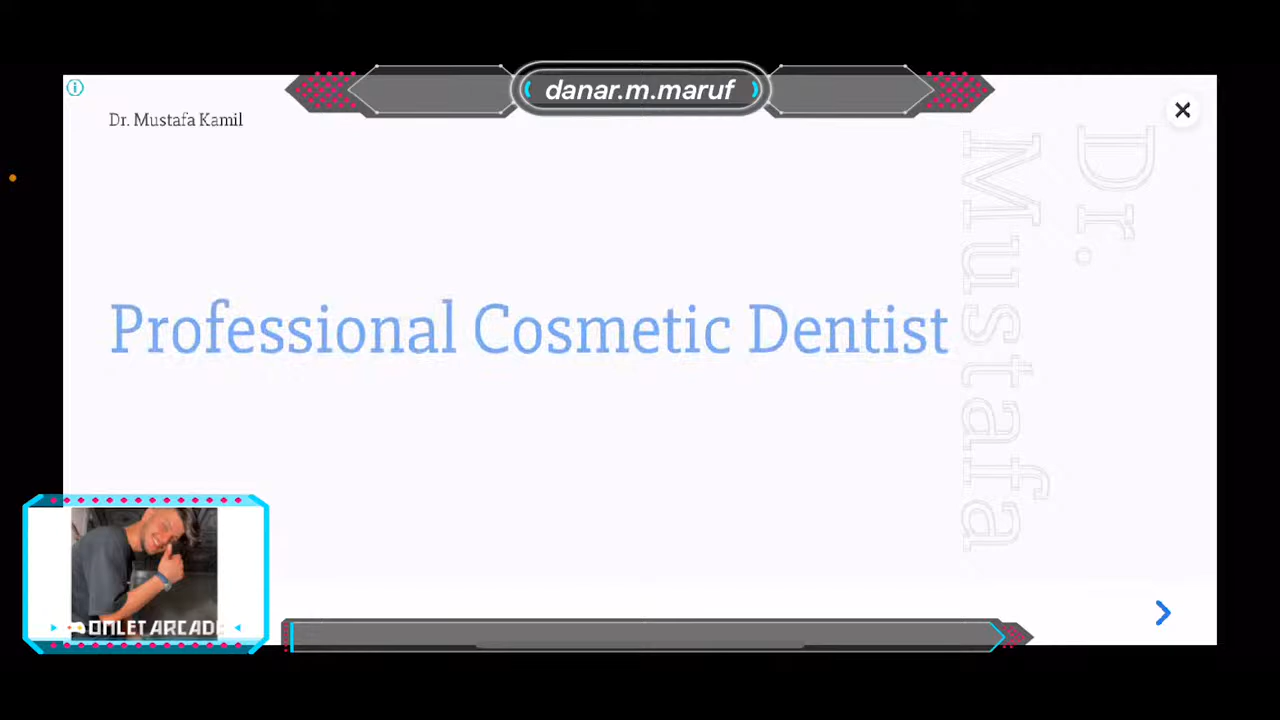 danar.m.maruf
Dr. Mustafa Kamil
Professional Cosmetic Dentist
Dr.
Mustafa
OMLET ARCADE